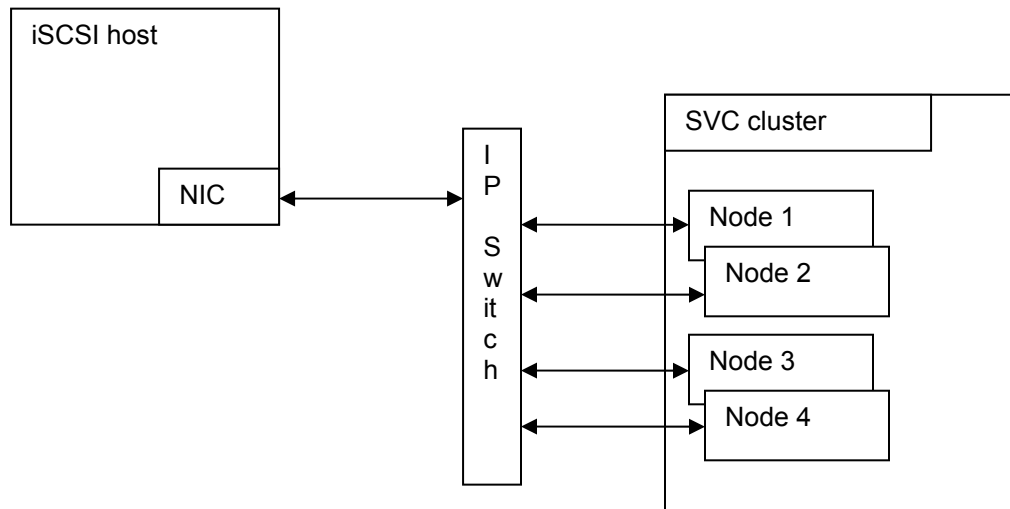 iSCSI host
NIC
I
P
S
w
it
c
h
SVC cluster
Node 1
Node 2
Node 3
Node 4